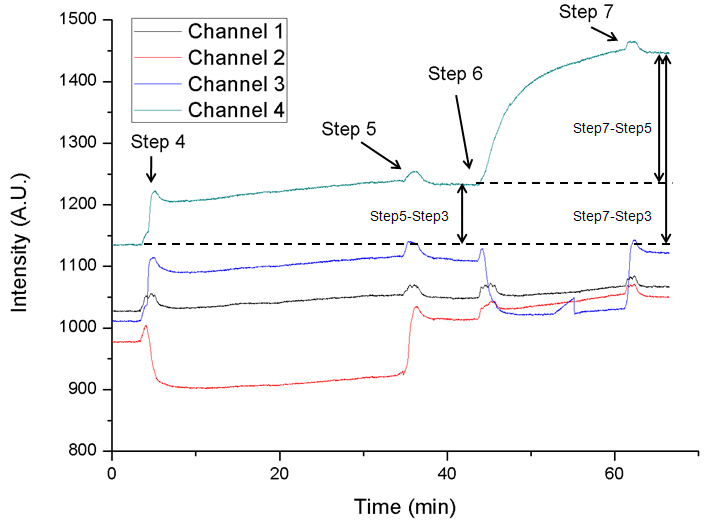 1500
1400
1300
1200
1100
1000
900
800
Intensity (A.U.)
Channel 1
Channel 2
Channel 3
Channel 4
Step 4
Step 5
Step 6
Step 7
Step7-Step5
Step5-Step3
Step7-Step3
0
20
40
60
Time (min)